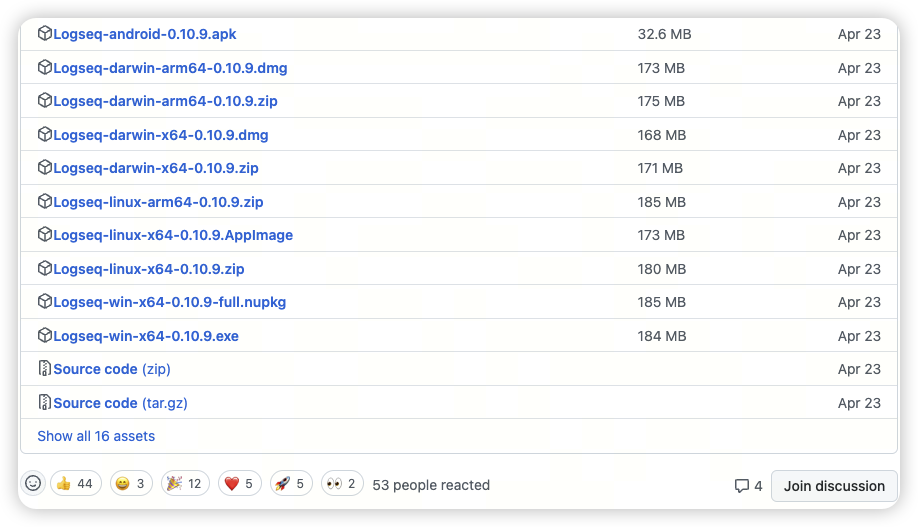 Logseq-android-0.10.9.apk 32.6 MB Apr 23
Logseq-darwin-arm64-0.10.9.dmg 173 MB Apr 23
Logseq-darwin-arm64-0.10.9.zip 175 MB Apr 23
Logseq-darwin-x64-0.10.9.dmg 168 MB Apr 23
Logseq-darwin-x64-0.10.9.zip 171 MB Apr 23
Logseq-linux-arm64-0.10.9.zip 185 MB Apr 23
Logseq-linux-x64-0.10.9.AppImage 173 MB Apr 23
Logseq-linux-x64-0.10.9.zip 180 MB Apr 23
Logseq-win-x64-0.10.9-full.nupkg 185 MB Apr 23
Logseq-win-x64-0.10.9.exe 184 MB Apr 23
Source code (zip) Apr 23
Source code (tar.gz) Apr 23
Show all 16 assets
👍 44 😄 3 🎉 12 ❤️ 5 🚀 5 👀 2 53 people reacted 4 Join discussion